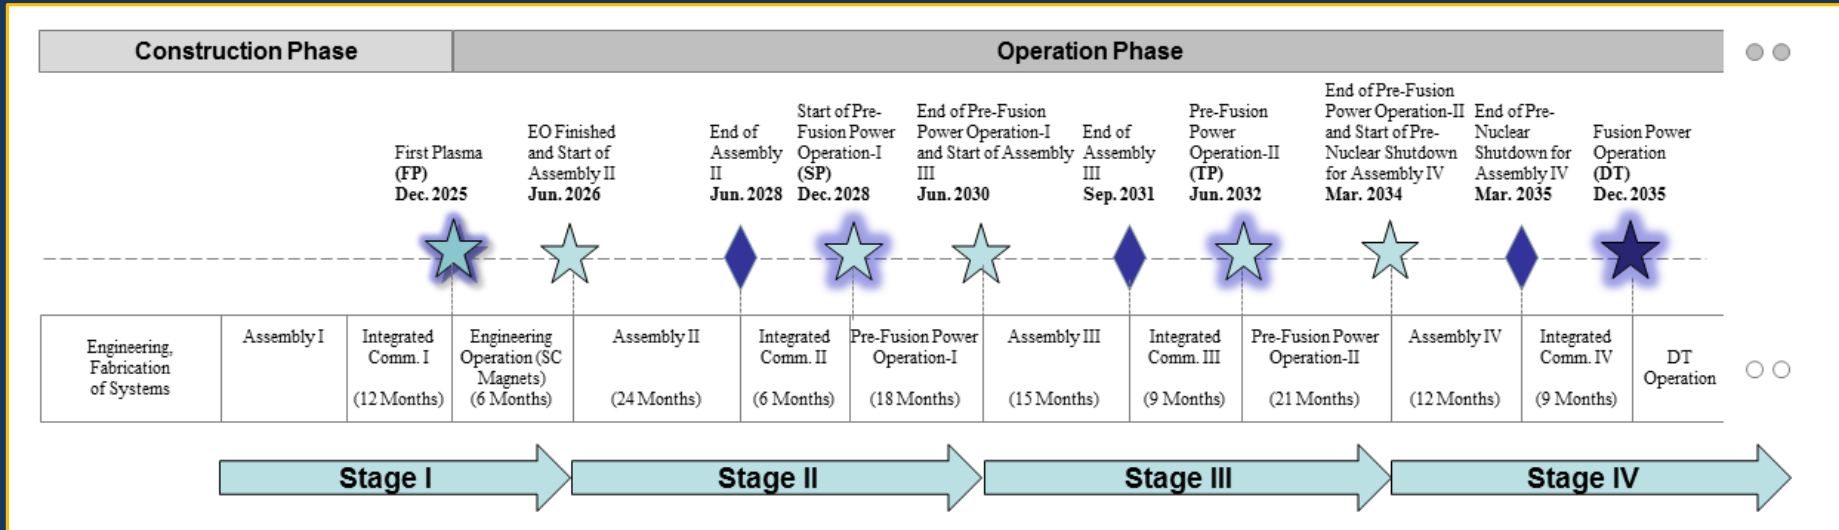 Construction Phase
Operation Phase
First Plasma
(FP)
Dec. 2025
EO Finished
and Start of
Assembly II
Jun. 2026
End of
Assembly
II
Jun. 2028
Start of Pre-
Fusion Power
Operation-I
(SP)
Dec. 2028
End of Pre-Fusion
Power Operation-I
and Start of Assembly
III
Jun. 2030
End of
Assembly
III
Sep. 2031
Pre-Fusion
Power
Operation-II
(TP)
Jun. 2032
End of Pre-Fusion
Power Operation-II
and Start of Pre-
Nuclear Shutdown
for Assembly IV
Mar. 2034
End of Pre-
Nuclear
Shutdown for
Assembly IV
Mar. 2035
Fusion Power
Operation
(DT)
Dec. 2035
Engineering,
Fabrication
of Systems
Assembly I
Integrated
Comm. I
(12 Months)
Engineering
Operation (SC
Magnets)
(6 Months)
Assembly II
(24 Months)
Integrated
Comm. II
(6 Months)
Pre-Fusion Power
Operation-I
(18 Months)
Assembly III
(15 Months)
Integrated
Comm. III
(9 Months)
Pre-Fusion Power
Operation-II
(21 Months)
Assembly IV
(12 Months)
Integrated
Comm. IV
(9 Months)
DT
Operation
Stage I
Stage II
Stage III
Stage IV